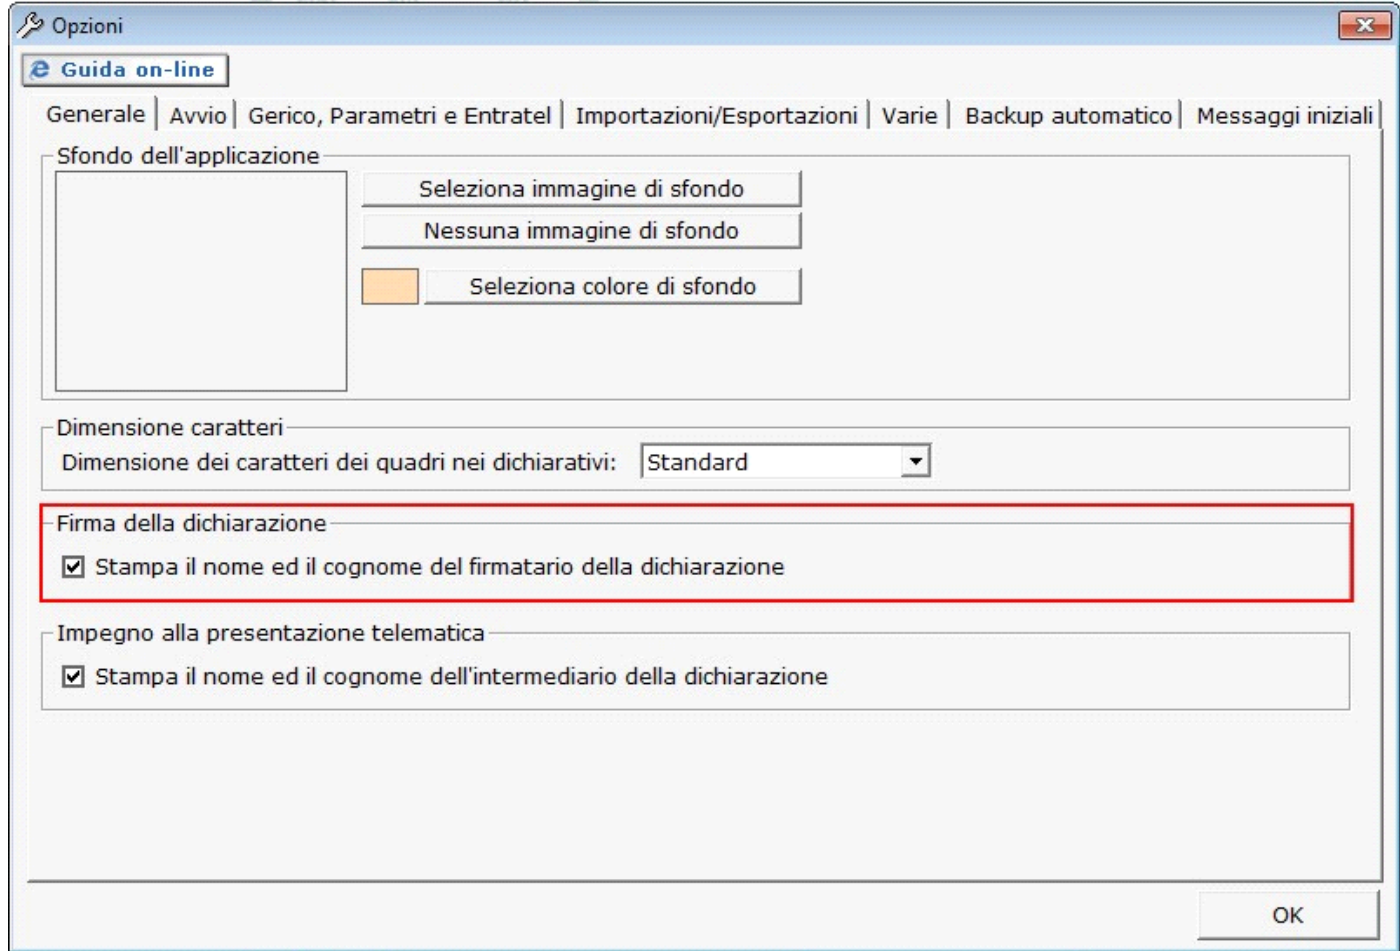 Opzioni
Guida on-line
Generale Avvio Gerico, Parametri e Entratel Importazioni/Esportazioni Varie Backup automatico Messaggi iniziali
Sfondo dell'applicazione
Seleziona immagine di sfondo
Nessuna immagine di sfondo
Seleziona colore di sfondo
Dimensione caratteri
Dimensione dei caratteri dei quadri nei dichiarativi: Standard
Firma della dichiarazione
Stampa il nome ed il cognome del firmatario della dichiarazione
Impegno alla presentazione telematica
Stampa il nome ed il cognome dell'intermediario della dichiarazione
OK